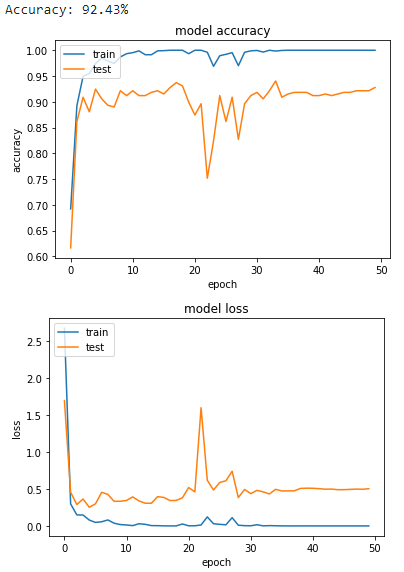 Accuracy: 92.43%
model accuracy
1.00
0.95
0.90
0.85
0.80
0.75
0.70
0.65
0.60
accuracy
train
test
0 10 20 30 40 50
epoch
model loss
2.5
2.0
1.5
1.0
0.5
0.0
loss
train
test
0 10 20 30 40 50
epoch